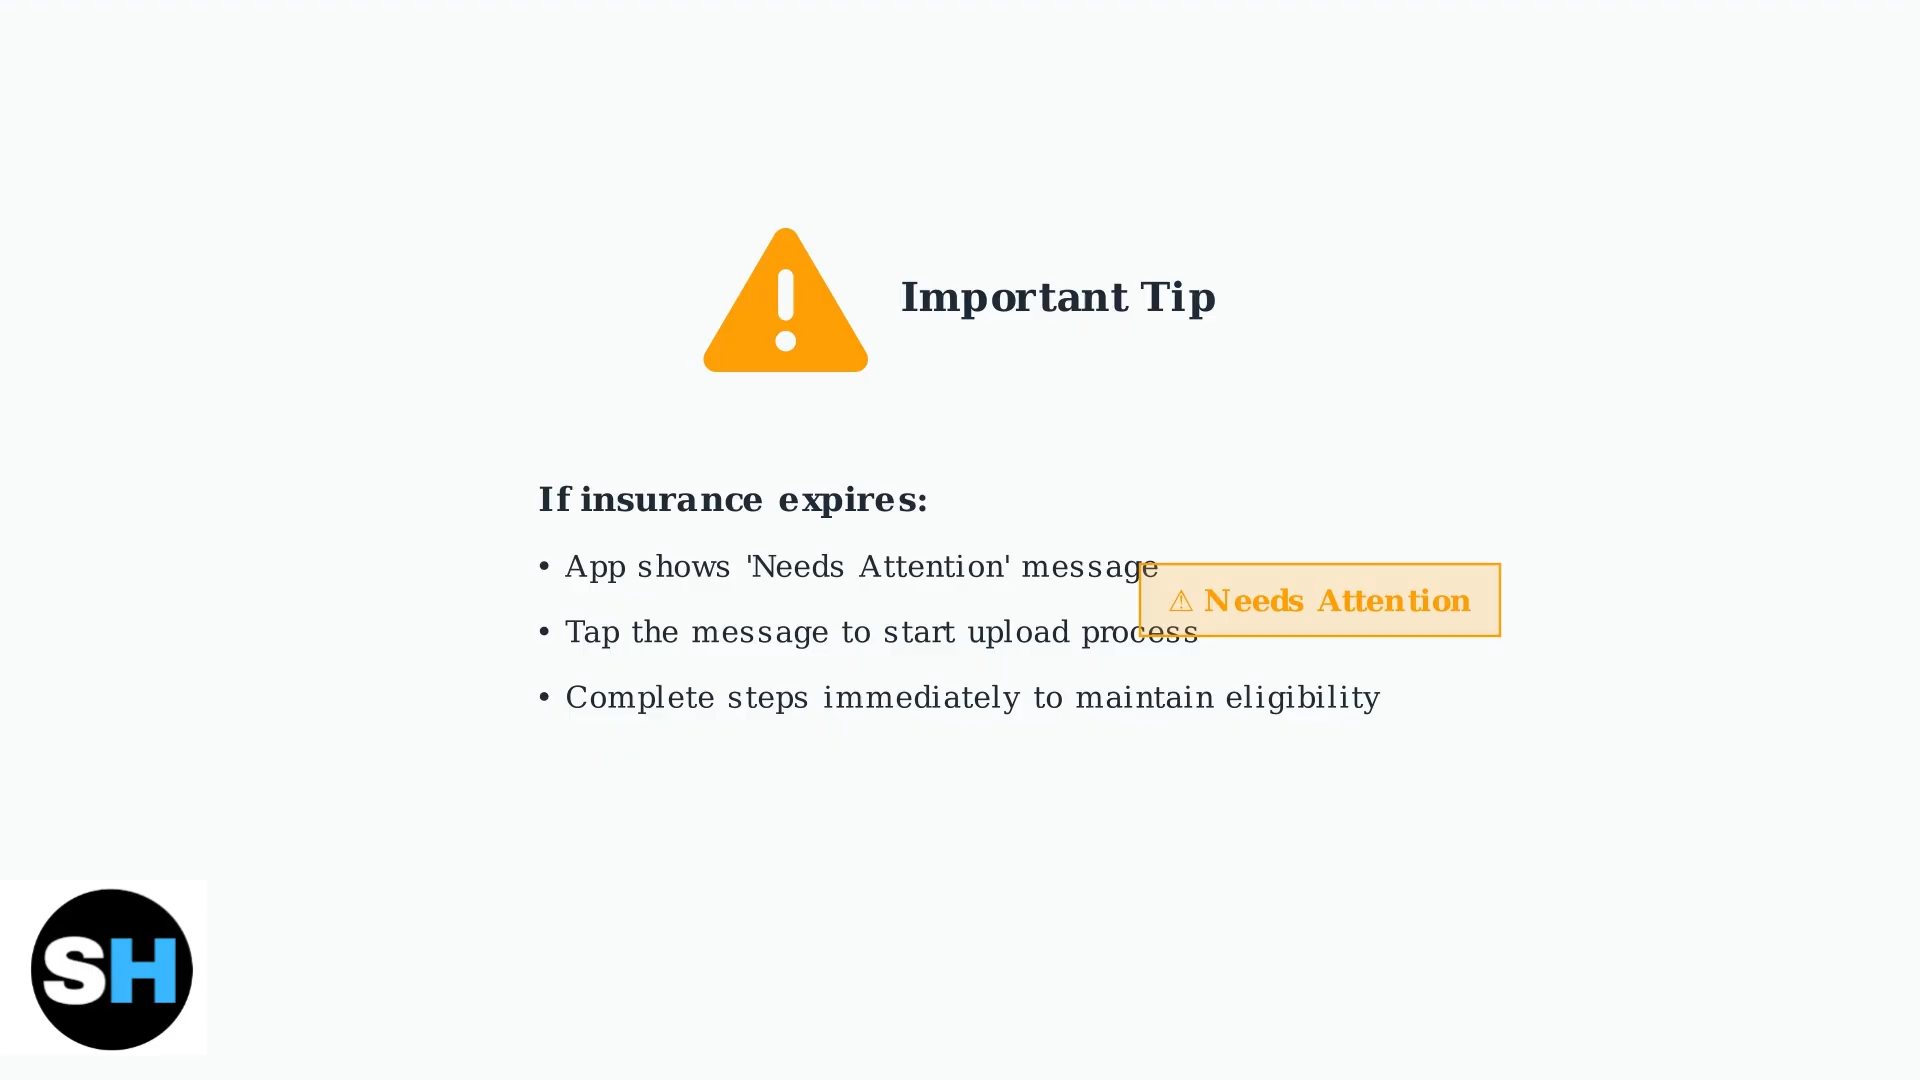 Important Tip
If insurance expires:
• App shows 'Needs Attention' message
⚠ Needs Attention
• Tap the message to start upload process
• Complete steps immediately to maintain eligibility
SH